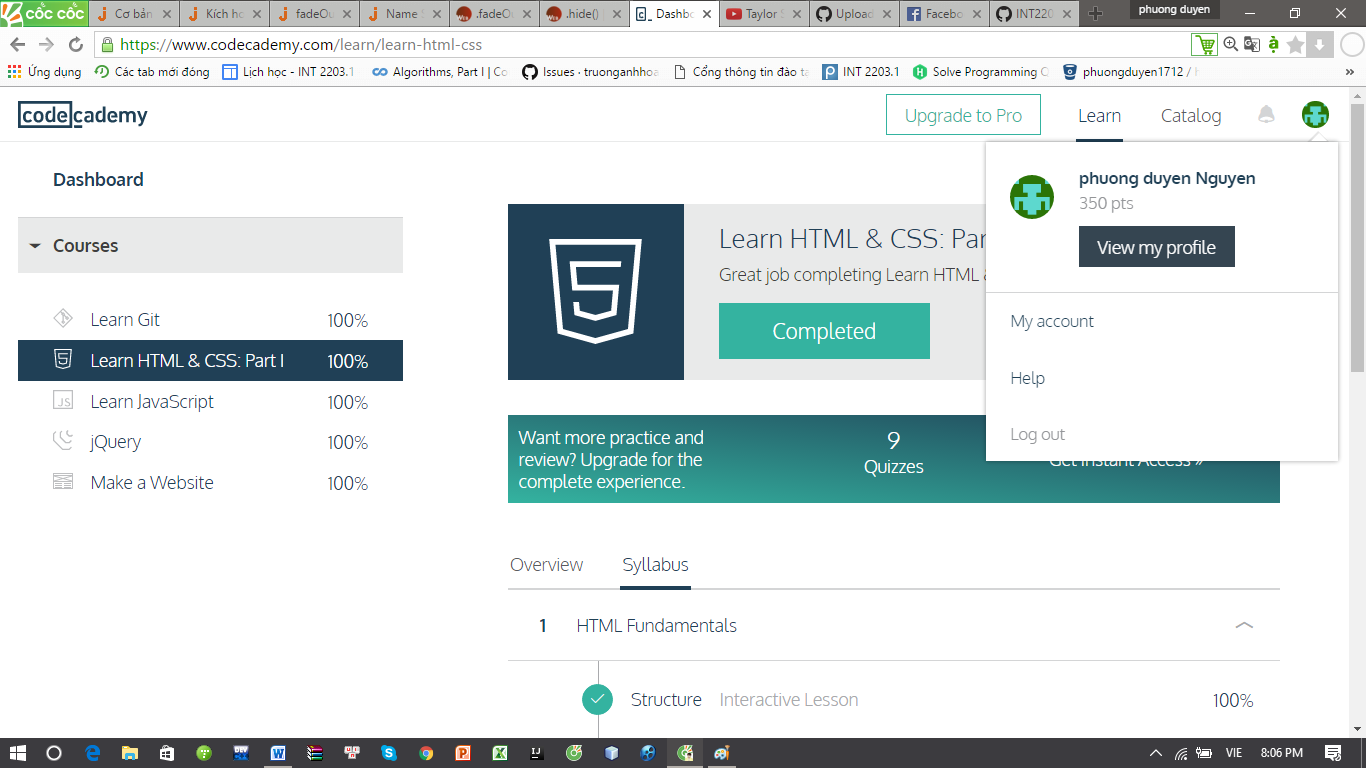 CỐC CỐC
Cơ bản
Kích ho
fadeOu
Name S
.fadeOu
.hide()
Dashbo
Taylor S
Upload
Facebo
INT220
phuong duyen
https://www.codecademy.com/learn/learn-html-css
Ứng dụng
Các tab mới đóng
Lịch học - INT 2203.1
Algorithms, Part I | Co
Issues · truonganhhoa
Cổng thông tin đào tạ
INT 2203.1
Solve Programming Q
phuongduyen1712 /
»
codecademy
Upgrade to Pro
Learn
Catalog
Dashboard
phuong duyen Nguyen
350 pts
View my profile
My account
Help
Log out
Courses
Learn Git 100%
Learn HTML & CSS: Part I 100%
Learn JavaScript 100%
jQuery 100%
Make a Website 100%
Learn HTML & CSS: Par
Great job completing Learn HTML &
Completed
Want more practice and
review? Upgrade for the
complete experience.
9
Quizzes
Get Instant Access »
Overview
Syllabus
1 HTML Fundamentals
Structure Interactive Lesson 100%
VIE
8:06 PM